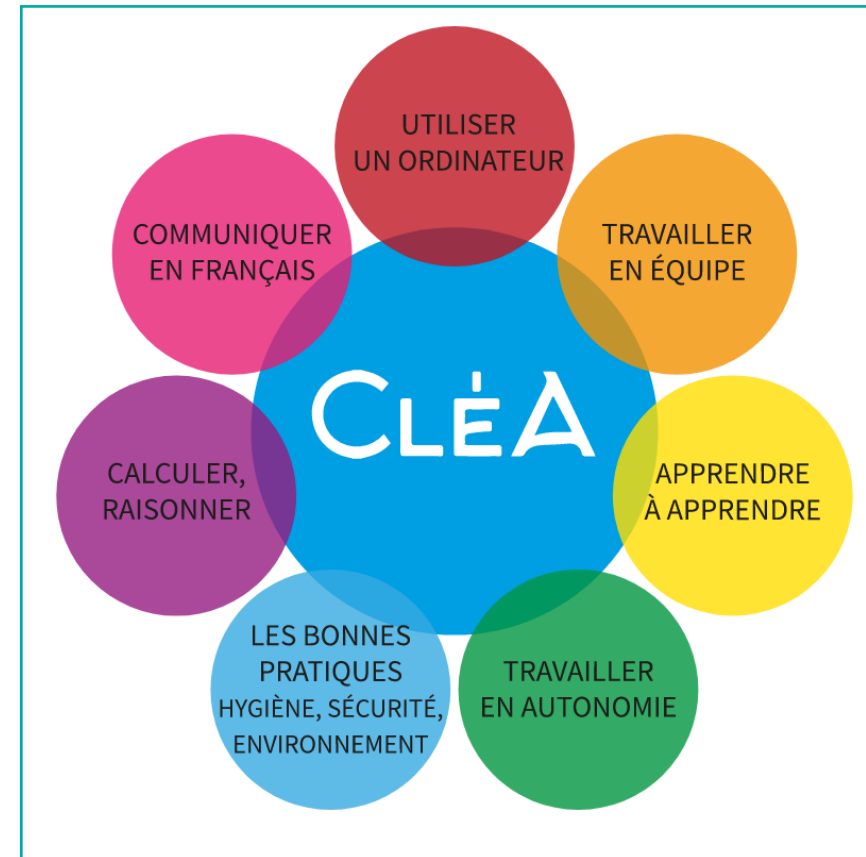 UTILISER
UN ORDINATEUR
COMMUNIQUER
EN FRANÇAIS
TRAVAILLER
EN ÉQUIPE
CLÉA
CALCULER,
RAISONNER
APPRENDRE
À APPRENDRE
LES BONNES
PRATIQUES
HYGIÈNE, SÉCURITÉ,
ENVIRONNEMENT
TRAVAILLER
EN AUTONOMIE